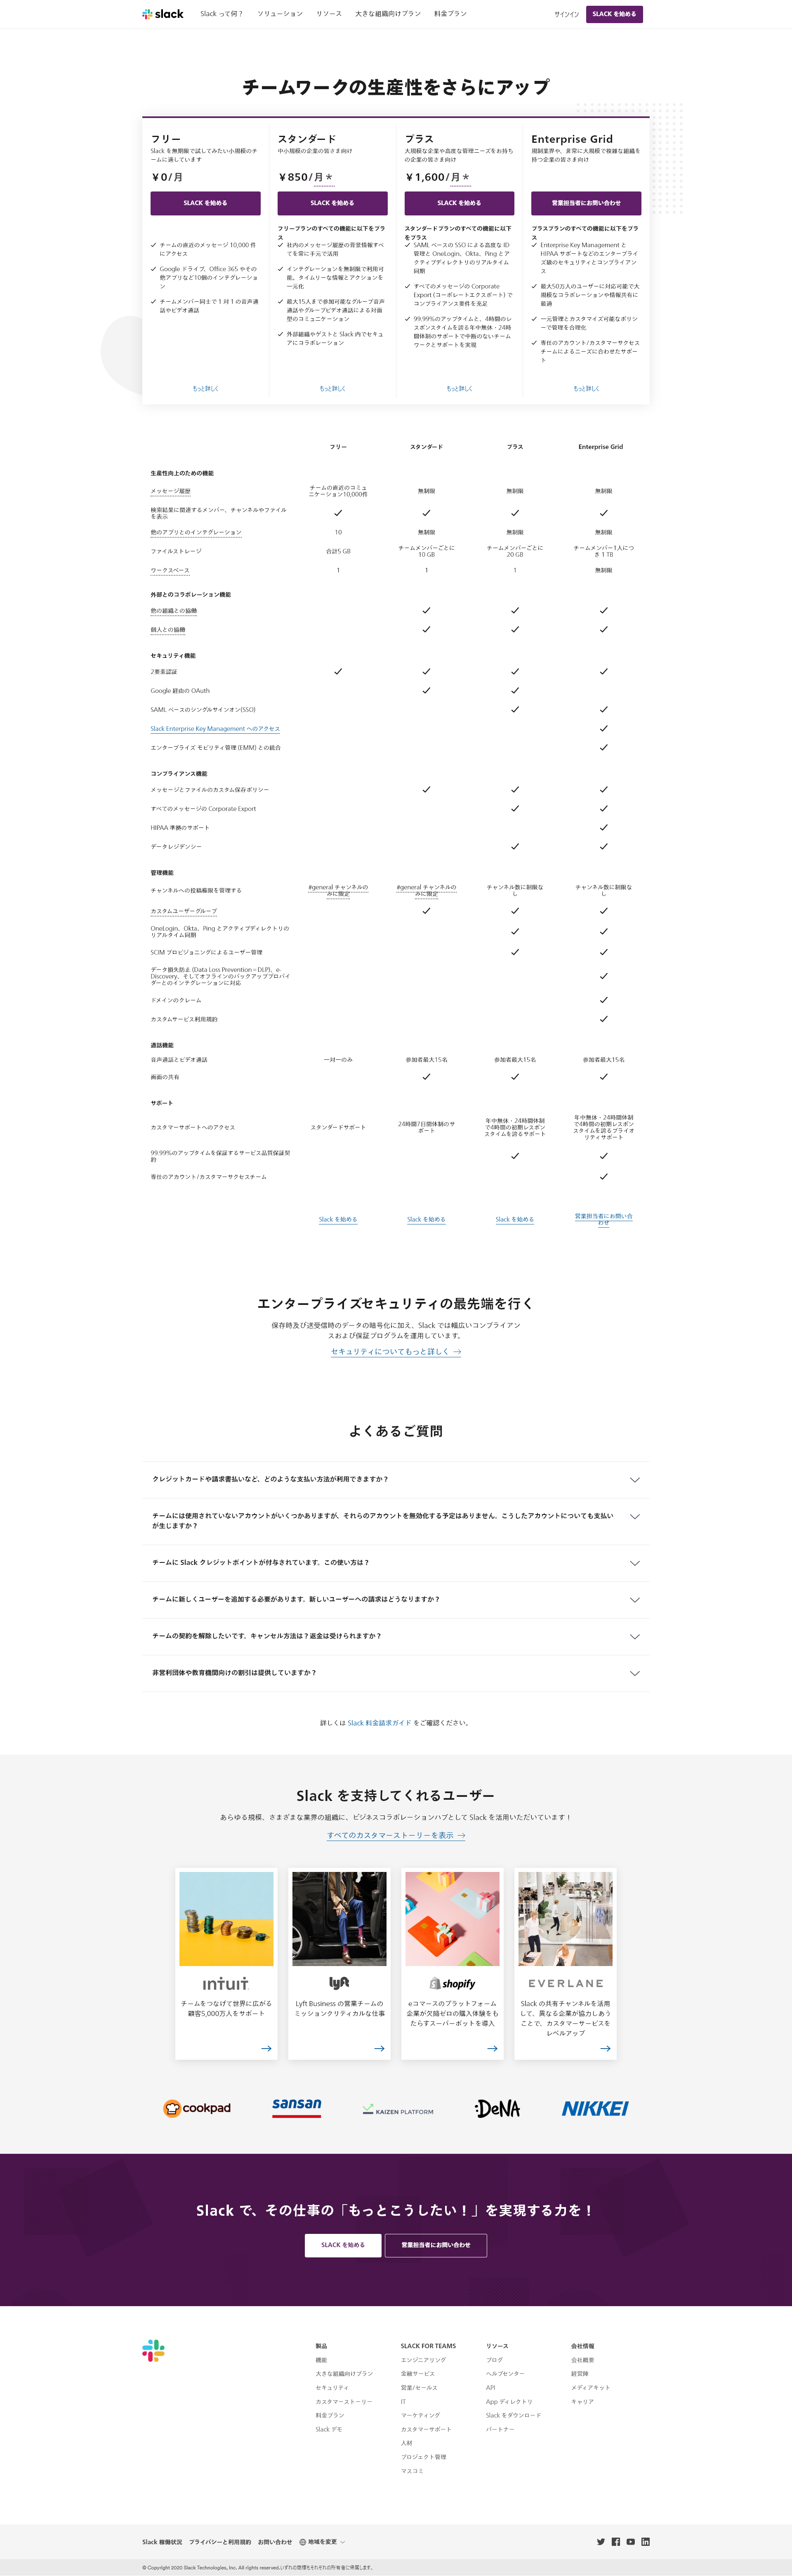 slack
Slack って何？
ソリューション
リソース
大きな組織向けプラン
料金プラン
サインイン
SLACK を始める
チームワークの生産性をさらにアップ
フリー
Slack を無期限で試してみたい小規模のチ
ームに適しています
¥0/月
SLACK を始める
チームの直近のメッセージ 10,000 件
にアクセス
Google ドライブ、Office 365 やその
他アプリなど10個のインテグレーショ
ン
チームメンバー同士で 1 対 1 の音声通
話やビデオ通話
もっと詳しく
スタンダード
中小規模の企業の皆さま向け
¥850/月*
SLACK を始める
フリープランのすべての機能に以下をプラ
ス
社内のメッセージ履歴の背景情報すべ
てを常に手元で活用
インテグレーションを無制限で利用可
能。タイムリーな情報とアクションを
一元化
最大15人まで参加可能なグループ音声
通話やグループビデオ通話による対面
型のコミュニケーション
外部組織やゲストと Slack 内でセキュ
アにコラボレーション
もっと詳しく
プラス
大規模な企業や高度な管理ニーズをお持ち
の企業の皆さま向け
¥1,600/月*
SLACK を始める
スタンダードプランのすべての機能に以下
をプラス
SAML ベースの SSO による高度な ID
管理と OneLogin、Okta、Ping とア
クティブディレクトリのリアルタイム
同期
すべてのメッセージの Corporate
Export (コーポレートエクスポート) で
コンプライアンス要件を充足
99.99%のアップタイムと、4時間のレ
スポンスタイムを誇る年中無休・24時
間体制のサポートで中断のないチーム
ワークとサポートを実現
もっと詳しく
Enterprise Grid
規制業界や、非常に大規模で複雑な組織を
持つ企業の皆さま向け
営業担当者にお問い合わせ
プラスプランのすべての機能に以下をプラ
ス
Enterprise Key Management と
HIPAA サポートなどのエンタープライ
ズ級のセキュリティとコンプライアン
ス
最大50万人のユーザーに対応可能で大
規模なコラボレーションや情報共有に
最適
一元管理とカスタマイズ可能なポリシ
ーで管理を合理化
専任のアカウント/カスタマーサクセス
チームによるニーズに合わせたサポー
ト
もっと詳しく
フリー スタンダード プラス Enterprise Grid
生産性向上のための機能
メッセージ履歴 チームの直近のコミュ
ニケーション10,000件 無制限 無制限 無制限
検索結果に関連するメンバー、チャンネルやファイル
を表示
他のアプリとのインテグレーション 10 無制限 無制限 無制限
ファイルストレージ 合計5 GB チームメンバーごとに
10 GB チームメンバーごとに
20 GB チームメンバー1人につ
き 1 TB
ワークスペース 1 1 1 無制限
外部とのコラボレーション機能
他の組織との協働
個人との協働
セキュリティ機能
2要素認証
Google 経由の OAuth
SAML ベースのシングルサインオン(SSO)
Slack Enterprise Key Management へのアクセス
エンタープライズ モビリティ管理 (EMM) との統合
コンプライアンス機能
メッセージとファイルのカスタム保存ポリシー
すべてのメッセージの Corporate Export
HIPAA 準拠のサポート
データレジデンシー
管理機能
チャンネルへの投稿権限を管理する #general チャンネルの
みに限定 #general チャンネルの
みに限定 チャンネル数に制限な
し チャンネル数に制限な
し
カスタムユーザーグループ
OneLogin、Okta、Ping とアクティブディレクトリの
リアルタイム同期
SCIM プロビジョニングによるユーザー管理
データ損失防止 (Data Loss Prevention = DLP)、e-
Discovery、そしてオフラインのバックアッププロバイ
ダーとのインテグレーションに対応
ドメインのクレーム
カスタムサービス利用規約
通話機能
音声通話とビデオ通話 一対一のみ 参加者最大15名 参加者最大15名 参加者最大15名
画面の共有
サポート
カスタマーサポートへのアクセス スタンダードサポート 24時間7日間体制のサ
ポート 年中無休・24時間体制
で4時間の初期レスポン
スタイムを誇るサポート 年中無休・24時間体制
で4時間の初期レスポン
スタイムを誇るプライオ
リティサポート
99.99%のアップタイムを保証するサービス品質保証契
約
専任のアカウント/カスタマーサクセスチーム
Slack を始める Slack を始める Slack を始める 営業担当者にお問い合
わせ
エンタープライズセキュリティの最先端を行く
保存時及び送受信時のデータの暗号化に加え、Slack では幅広いコンプライアン
スおよび保証プログラムを運用しています。
セキュリティについてもっと詳しく →
よくあるご質問
クレジットカードや請求書払いなど、どのような支払い方法が利用できますか？
チームには使用されていないアカウントがいくつかありますが、それらのアカウントを無効化する予定はありません。こうしたアカウントについても支払い
が生じますか？
チームに Slack クレジットポイントが付与されています。この使い方は？
チームに新しくユーザーを追加する必要があります。新しいユーザーへの請求はどうなりますか？
チームの契約を解除したいです。キャンセル方法は？返金は受けられますか？
非営利団体や教育機関向けの割引は提供していますか？
詳しくは Slack 料金請求ガイド をご確認ください。
Slack を支持してくれるユーザー
あらゆる規模、さまざまな業界の組織に、ビジネスコラボレーションハブとして Slack を活用いただいています！
すべてのカスタマーストーリーを表示 →
intuit
チームをつなげて世界に広がる
顧客5,000万人をサポート
lyft
Lyft Business の営業チームの
ミッションクリティカルな仕事
shopify
eコマースのプラットフォーム
企業が欠陥ゼロの購入体験をも
たらすスーパーボットを導入
EVERLANE
Slack の共有チャンネルを活用
して、異なる企業が協力しあう
ことで、カスタマーサービスを
レベルアップ
cookpad
sansan
KAIZEN PLATFORM
:DeNA
NIKKEI
Slack で、その仕事の「もっとこうしたい！」を実現する力を！
SLACK を始める
営業担当者にお問い合わせ
製品
機能
大きな組織向けプラン
セキュリティ
カスタマーストーリー
料金プラン
Slack デモ
SLACK FOR TEAMS
エンジニアリング
金融サービス
営業/セールス
IT
マーケティング
カスタマーサポート
人材
プロジェクト管理
マスコミ
リソース
ブログ
ヘルプセンター
API
App ディレクトリ
Slack をダウンロード
パートナー
会社情報
会社概要
経営陣
メディアキット
キャリア
Slack 稼働状況
プライバシーと利用規約
お問い合わせ
地域を変更
© Copyright 2020 Slack Technologies, Inc. All rights reserved.いずれの商標もそれぞれの所有者に帰属します。